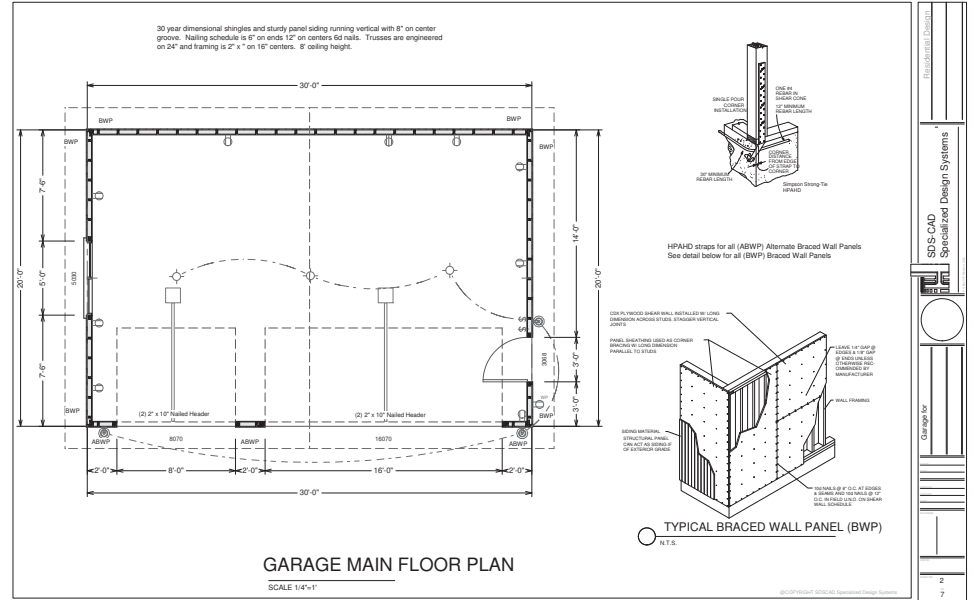 30 year dimensional shingles and sturdy panel siding running vertical with 8" on center
groove. Nailing schedule is 6" on ends 12" on centers 6d nails. Trusses are engineered
on 24" and framing is 2" x " on 16" centers. 8' ceiling height.
30'-0"
BWP
BWP
BWP
BWP
20'-0"
7'-6"
5'-0"
7'-6"
5030
14'-0"
3'-0"
3'-0"
20'-0"
3068
BWP
BWP
WP
(2) 2" x 10" Nailed Header
(2) 2" x 10" Nailed Header
ABWP
8070
ABWP
16070
ABWP
2'-0"
8'-0"
2'-0"
16'-0"
2'-0"
30'-0"
GARAGE MAIN FLOOR PLAN
SCALE 1/4"=1'
SINGLE POUR
CORNER
INSTALLATION
ONE #4
REBAR IN
SHEAR CONE
12" MINIMUM
REBAR LENGTH
CORNER
DISTANCE
FROM EDGE
OF STRAP TO
CORNER
30" MINIMUM
REBAR LENGTH
Simpson Strong-Tie
HPAHD
HPAHD straps for all (ABWP) Alternate Braced Wall Panels
See detail below for all (BWP) Braced Wall Panels
CDX PLYWOOD SHEAR WALL INSTALLED W/ LONG
DIMENSION ACROSS STUDS. STAGGER VERTICAL
JOINTS
PANEL SHEATHING USED AS CORNER
BRACING W/ LONG DIMENSION
PARALLEL TO STUDS
LEAVE 1/4" GAP @
EDGES & 1/8" GAP
@ ENDS UNLESS
OTHERWISE REC-
OMMENDED BY
MANUFACTURER
WALL FRAMING
SIDING MATERIAL
STRUCTURAL PANEL
CAN ACT AS SIDING IF
OF EXTERIOR GRADE
10d NAILS @ 6" O.C. AT EDGES
& SEAMS AND 10d NAILS @ 12"
O.C. IN FIELD U.N.O. ON SHEAR
WALL SCHEDULE
TYPICAL BRACED WALL PANEL (BWP)
N.T.S.
@COPYRIGHT SDSCAD Specialized Design Systems
Residential Design
SDS-CAD
Specialized Design Systems
Garage for
2
7